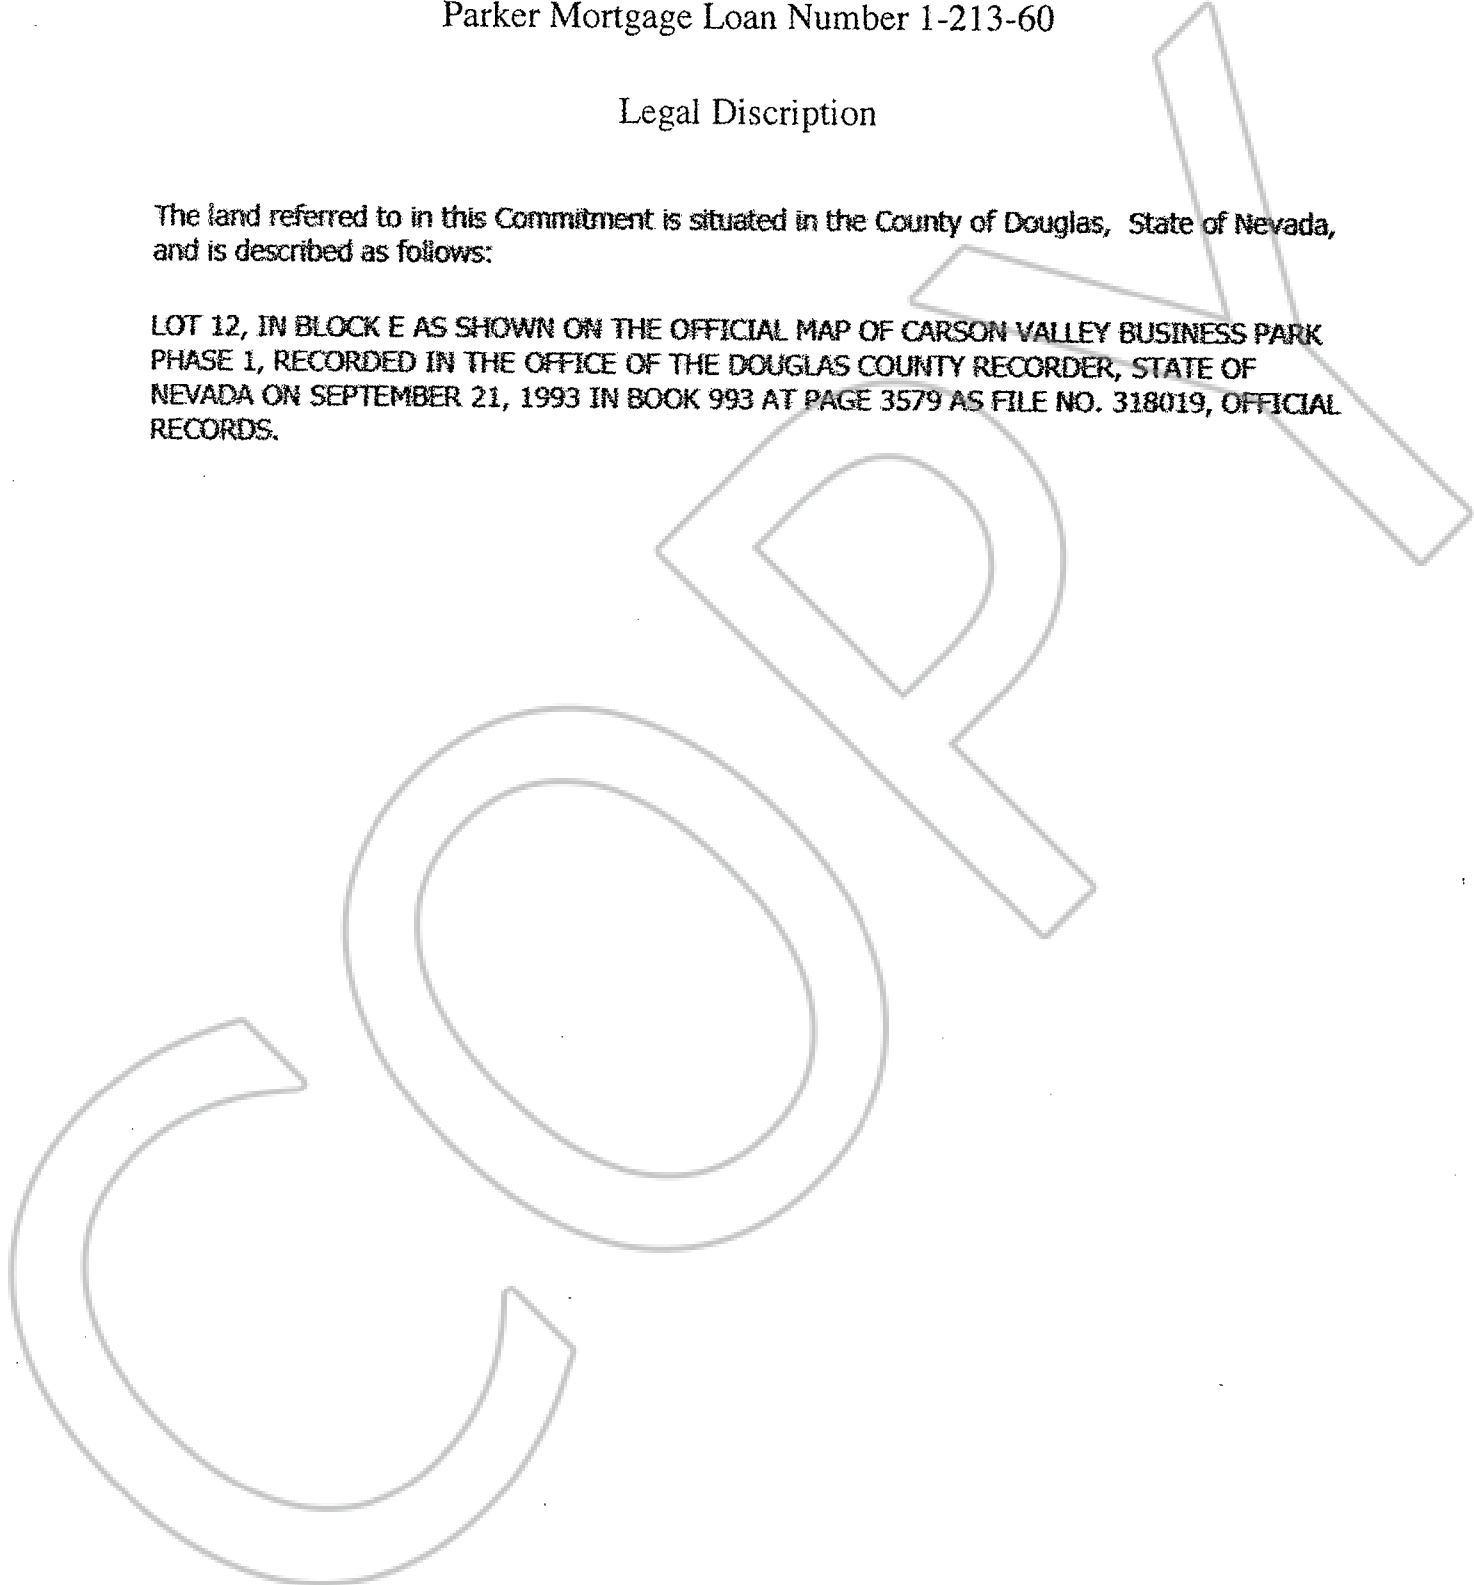 Parker Mortgage Loan Number 1-213-60
Legal Discription
The land referred to in this Commitment is situated in the County of Douglas, State of Nevada,
and is described as follows:
LOT 12, IN BLOCK E AS SHOWN ON THE OFFICIAL MAP OF CARSON VALLEY BUSINESS PARK
PHASE 1, RECORDED IN THE OFFICE OF THE DOUGLAS COUNTY RECORDER, STATE OF
NEVADA ON SEPTEMBER 21, 1993 IN BOOK 993 AT PAGE 3579 AS FILE NO. 318019, OFFICIAL
RECORDS.
COPY